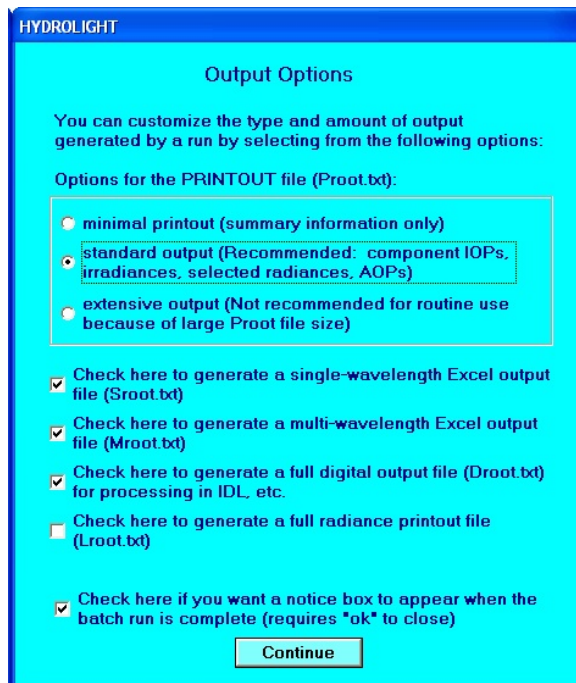 HYDROLIGHT
Output Options
You can customize the type and amount of output
generated by a run by selecting from the following options:
Options for the PRINTOUT file (Proot.txt):
minimal printout (summary information only)
standard output (Recommended: component IOPs,
irradiances, selected radiances, AOPs)
extensive output (Not recommended for routine use
because of large Proot file size)
Check here to generate a single-wavelength Excel output
file (Sroot.txt)
Check here to generate a multi-wavelength Excel output
file (Mroot.txt)
Check here to generate a full digital output file (Droot.txt)
for processing in IDL, etc.
Check here to generate a full radiance printout file
(Lroot.txt)
Check here if you want a notice box to appear when the
batch run is complete (requires "ok" to close)
Continue